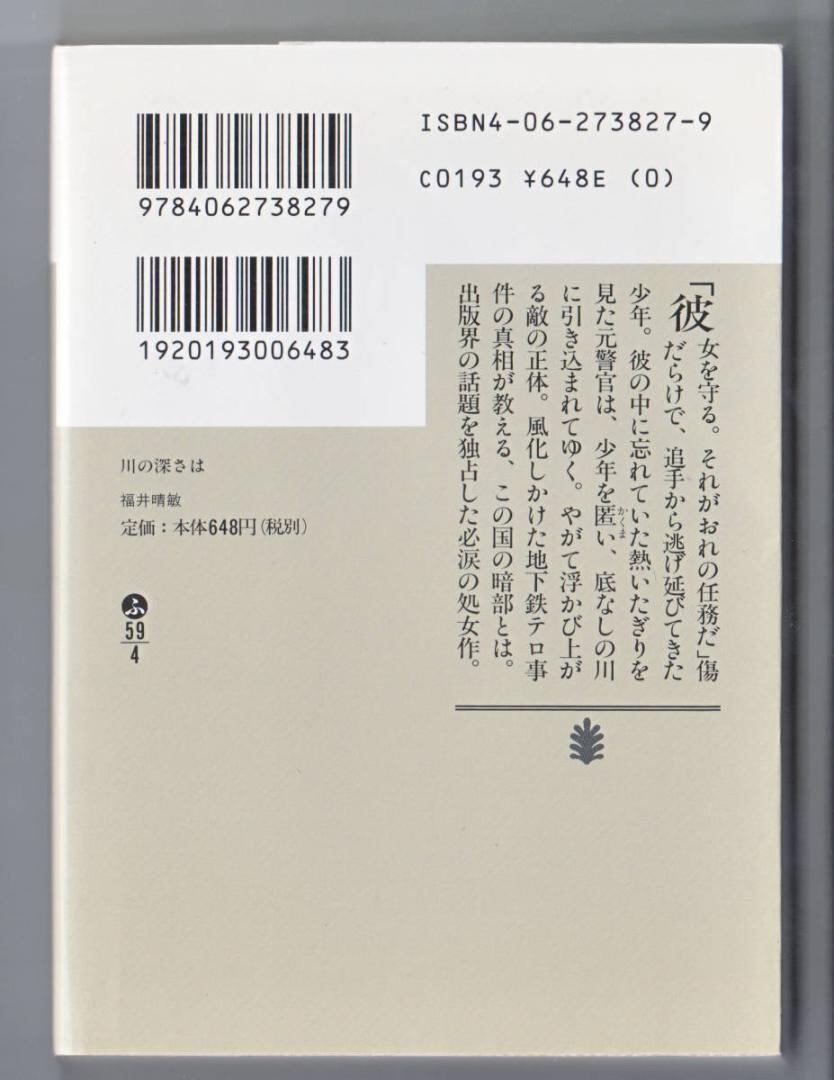 9784062738279
ISBN4-06-273827-9
C0193 ¥648E (0)
1920193006483
「彼女を守る。それがおれの任務だ」傷
だらけで、追手から逃げ延びてきた
少年。彼の中に忘れていた熱いたぎりを
見た元警官は、少年を匿い、底なしの川
かくま
に引き込まれてゆく。やがて浮かび上が
る敵の正体。風化しかけた地下鉄テロ事
件の真相が教える、この国の暗部とは。
出版界の話題を独占した必涙の処女作。
川の深さは
福井晴敏
定価:本体648円(税別)
ふ
59
4